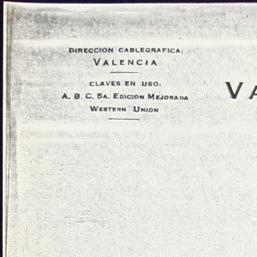 DIRECCION CABLEGRAFICA:
VALENCIA
CLAVES EN USO:
A. B. C. 5A. EDICION MEJORADA
WESTERN UNION
VA